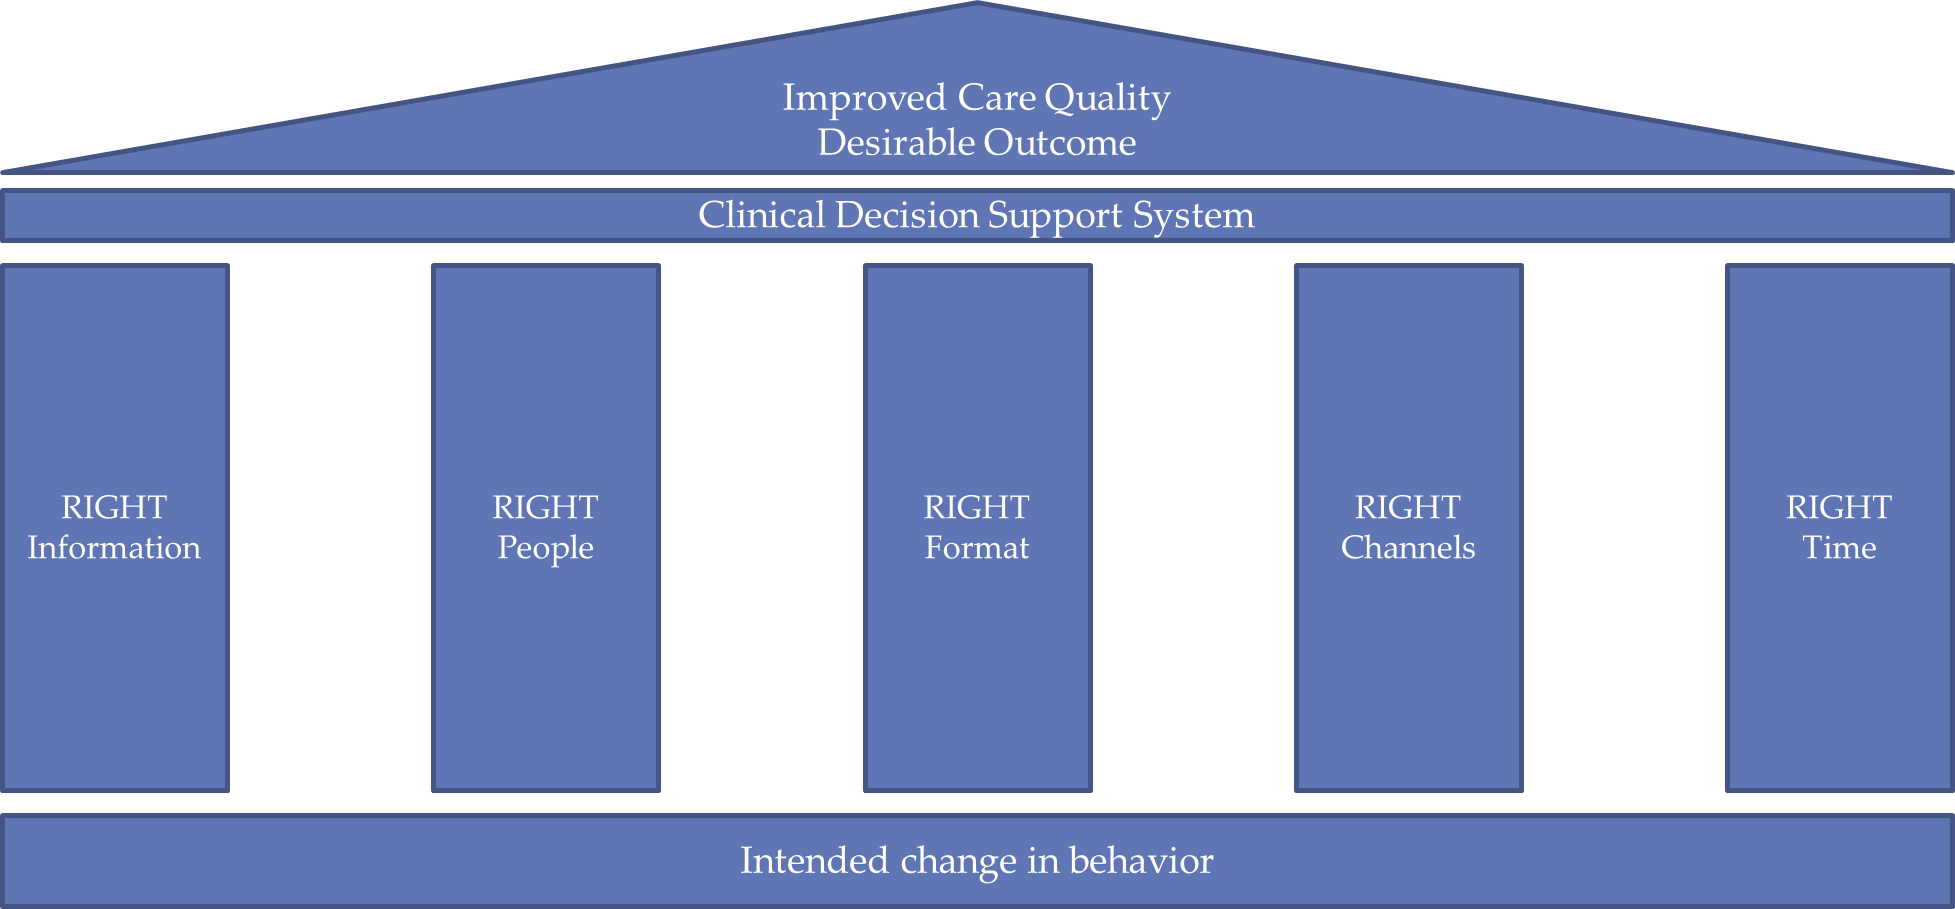 Improved Care Quality
Desirable Outcome
Clinical Decision Support System
RIGHT
Information
RIGHT
People
RIGHT
Format
RIGHT
Channels
RIGHT
Time
Intended change in behavior